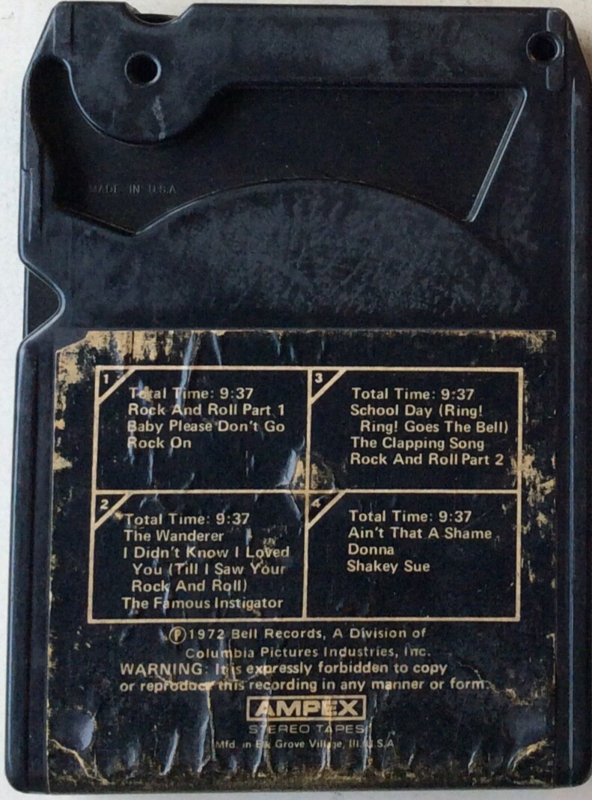 MADE IN U.S.A
1
Total Time: 9:37
Rock And Roll Part 1
Baby Please Don't Go
Rock On
3
Total Time: 9:37
School Day (Ring!
Ring! Goes The Bell)
The Clapping Song
Rock And Roll Part 2
2
Total Time: 9:37
The Wanderer
I Didn't Know I Loved
You (Till I Saw Your
Rock And Roll)
The Famous Instigator
4
Total Time: 9:37
Ain't That A Shame
Donna
Shakey Sue
Ⓟ1972 Bell Records, A Division of
Columbia Pictures Industries, Inc.
WARNING: It is expressly forbidden to copy
or reproduce this recording in any manner or form.
AMPEX
STEREO TAPES
Mfd. in Elk Grove Village, Ill. U.S.A